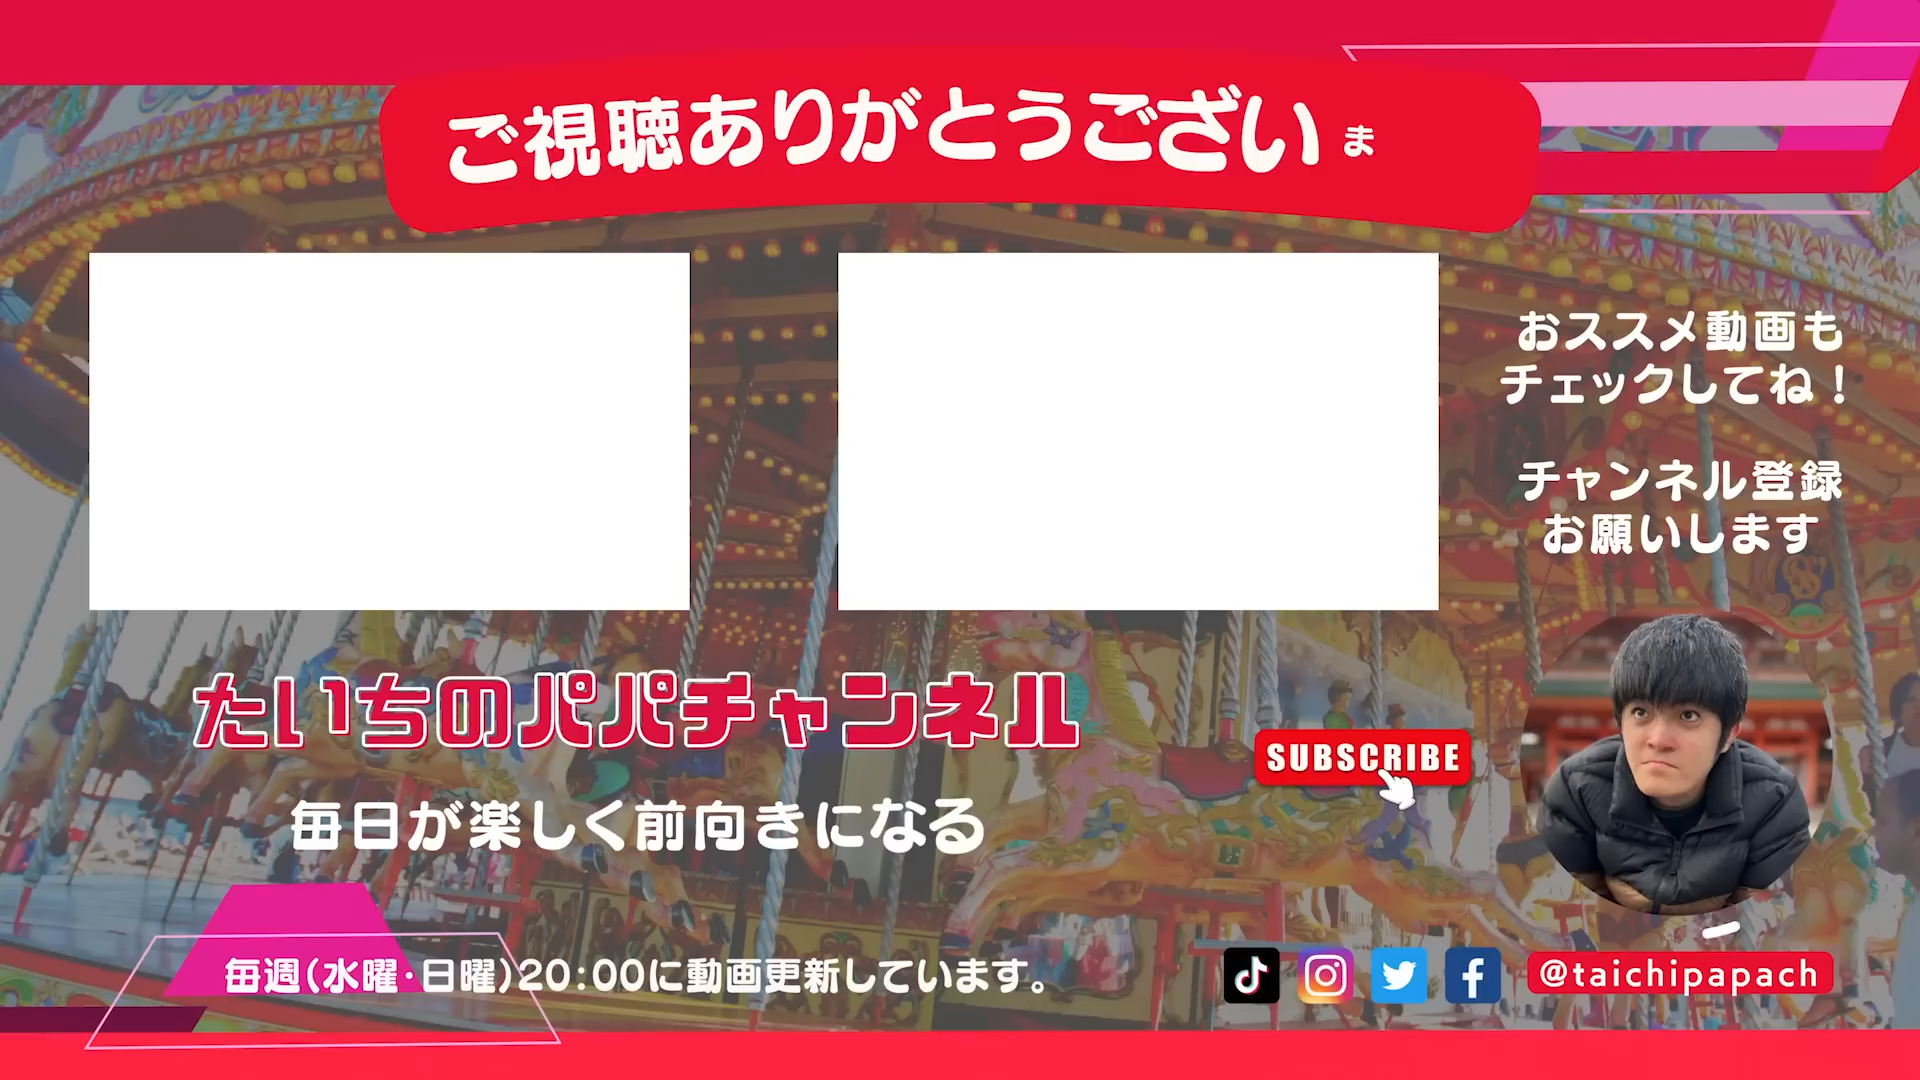 ご視聴ありがとうございま
おススメ動画も
チェックしてね！
チャンネル登録
お願いします
たいちのパパチャンネル
SUBSCRIBE
毎日が楽しく前向きになる
毎週(水曜・日曜)20:00に動画更新しています。
@taichipapach